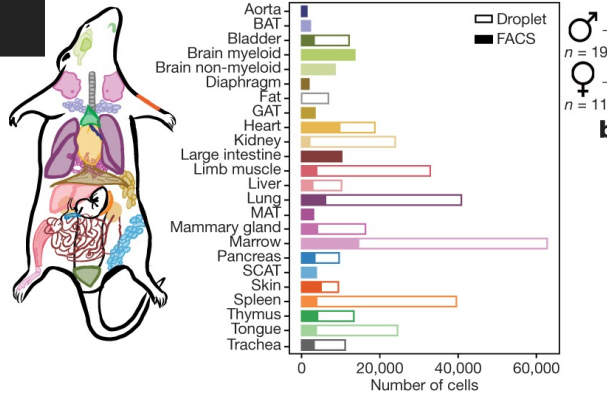 Aorta
BAT
Bladder
Brain myeloid
Brain non-myeloid
Diaphragm
Fat
GAT
Heart
Kidney
Large intestine
Limb muscle
Liver
Lung
MAT
Mammary gland
Marrow
Pancreas
SCAT
Skin
Spleen
Thymus
Tongue
Trachea
Droplet
FACS
0 20,000 40,000 60,000
Number of cells
♂
n = 19
♀
n = 11
b